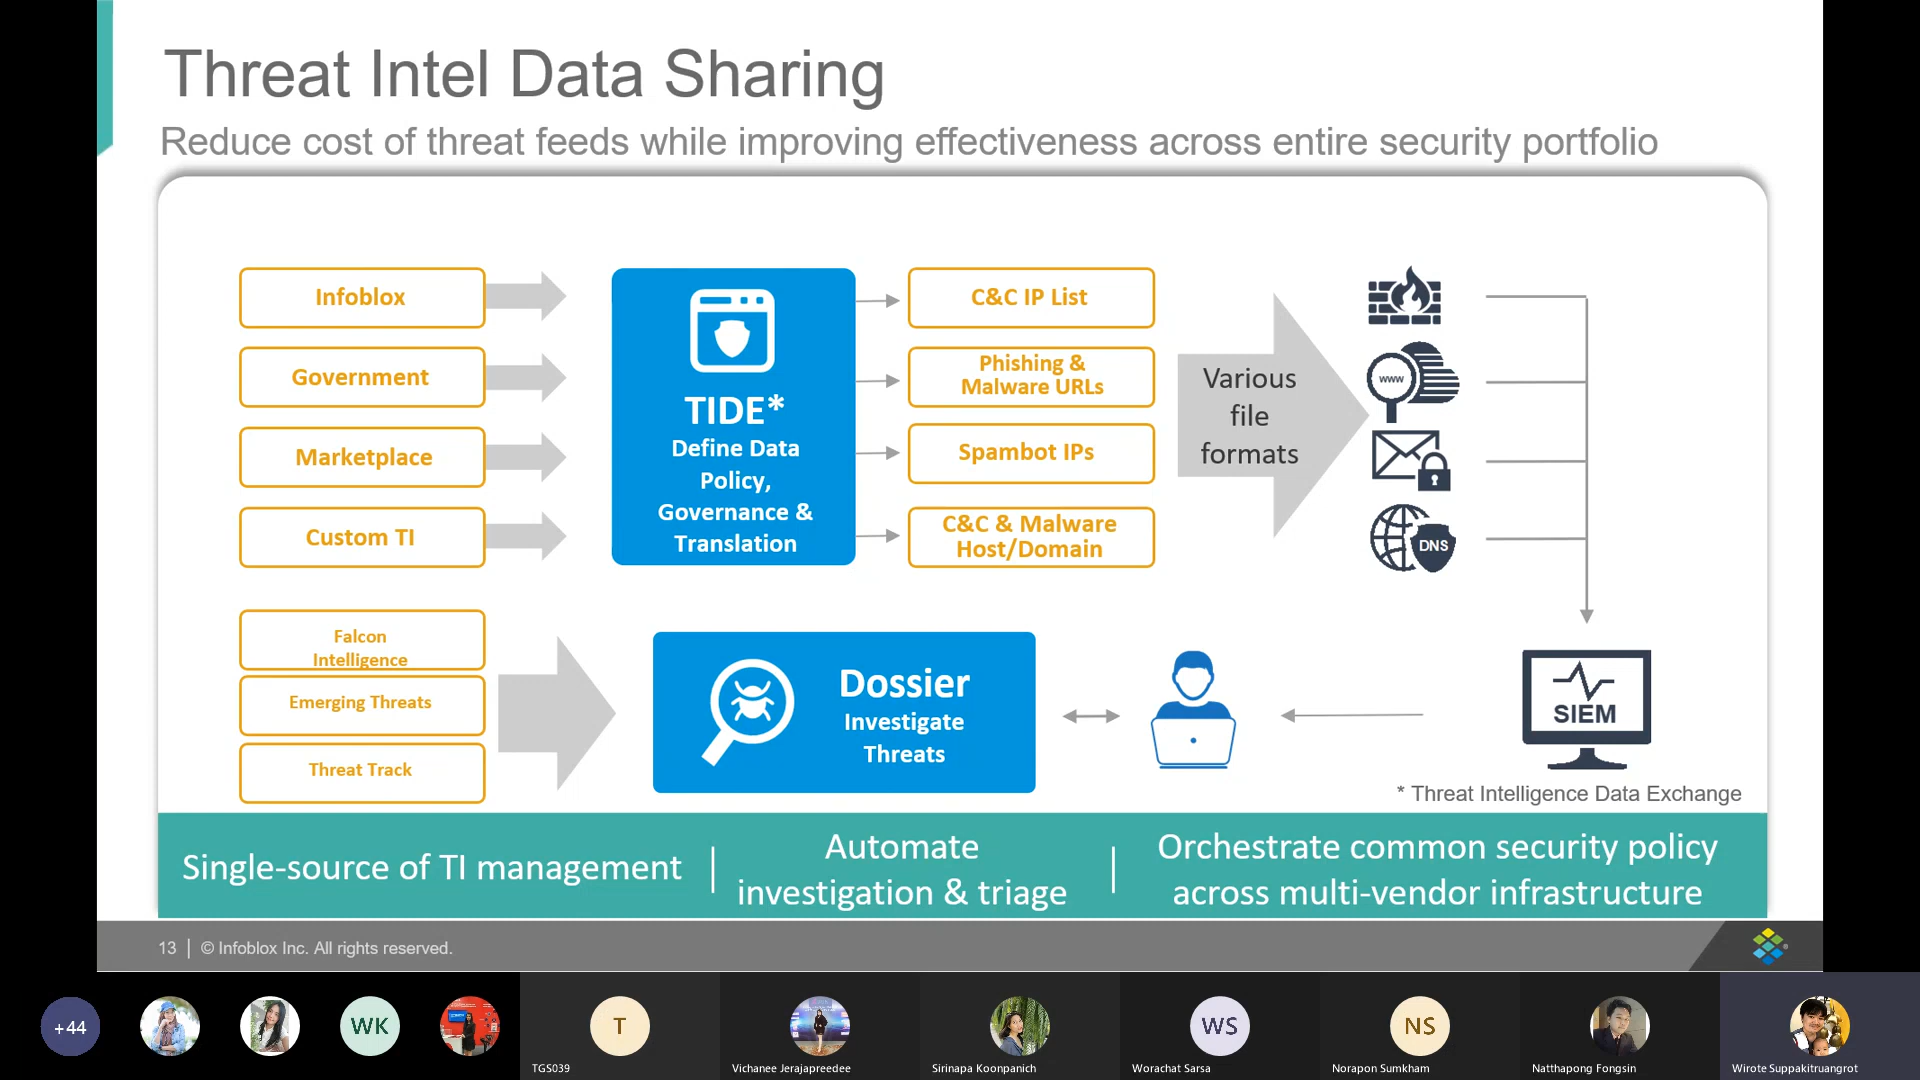 Threat Intel Data Sharing
Reduce cost of threat feeds while improving effectiveness across entire security portfolio
Infoblox
Government
Marketplace
Custom TI
TIDE*
Define Data
Policy,
Governance &
Translation
C&C IP List
Phishing &
Malware URLs
Spambot IPs
C&C & Malware
Host/Domain
Various
file
formats
www
DNS
Falcon
Intelligence
Emerging Threats
Threat Track
Dossier
Investigate
Threats
SIEM
* Threat Intelligence Data Exchange
Single-source of TI management
Automate
investigation & triage
Orchestrate common security policy
across multi-vendor infrastructure
13 | © Infoblox Inc. All rights reserved.
+44
WK
T
WS
NS
TGS039
Vichanee Jerajapreedee
Sirinapa Koonpanich
Worachat Sarsa
Norapon Sumkham
Natthapong Fongsin
Wirote Suppakitruangrot